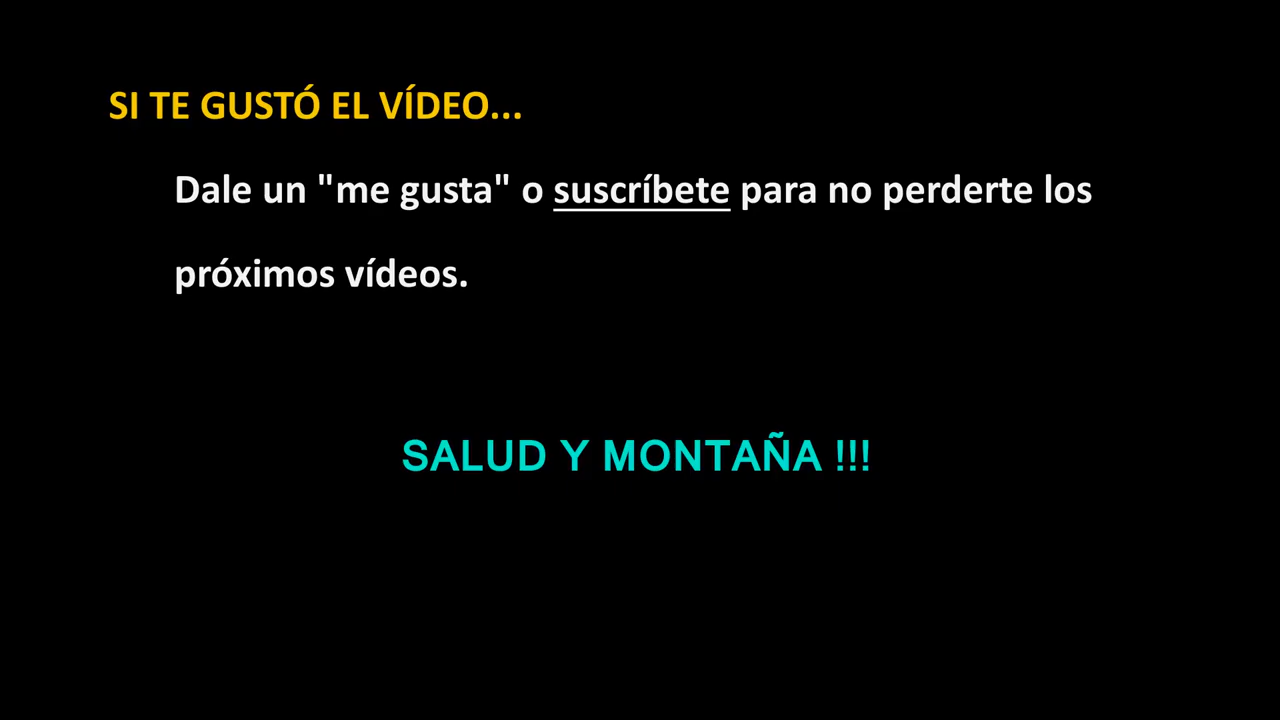 SI TE GUSTÓ EL VÍDEO...
Dale un "me gusta" o suscríbete para no perderte los
próximos vídeos.
SALUD Y MONTAÑA !!!